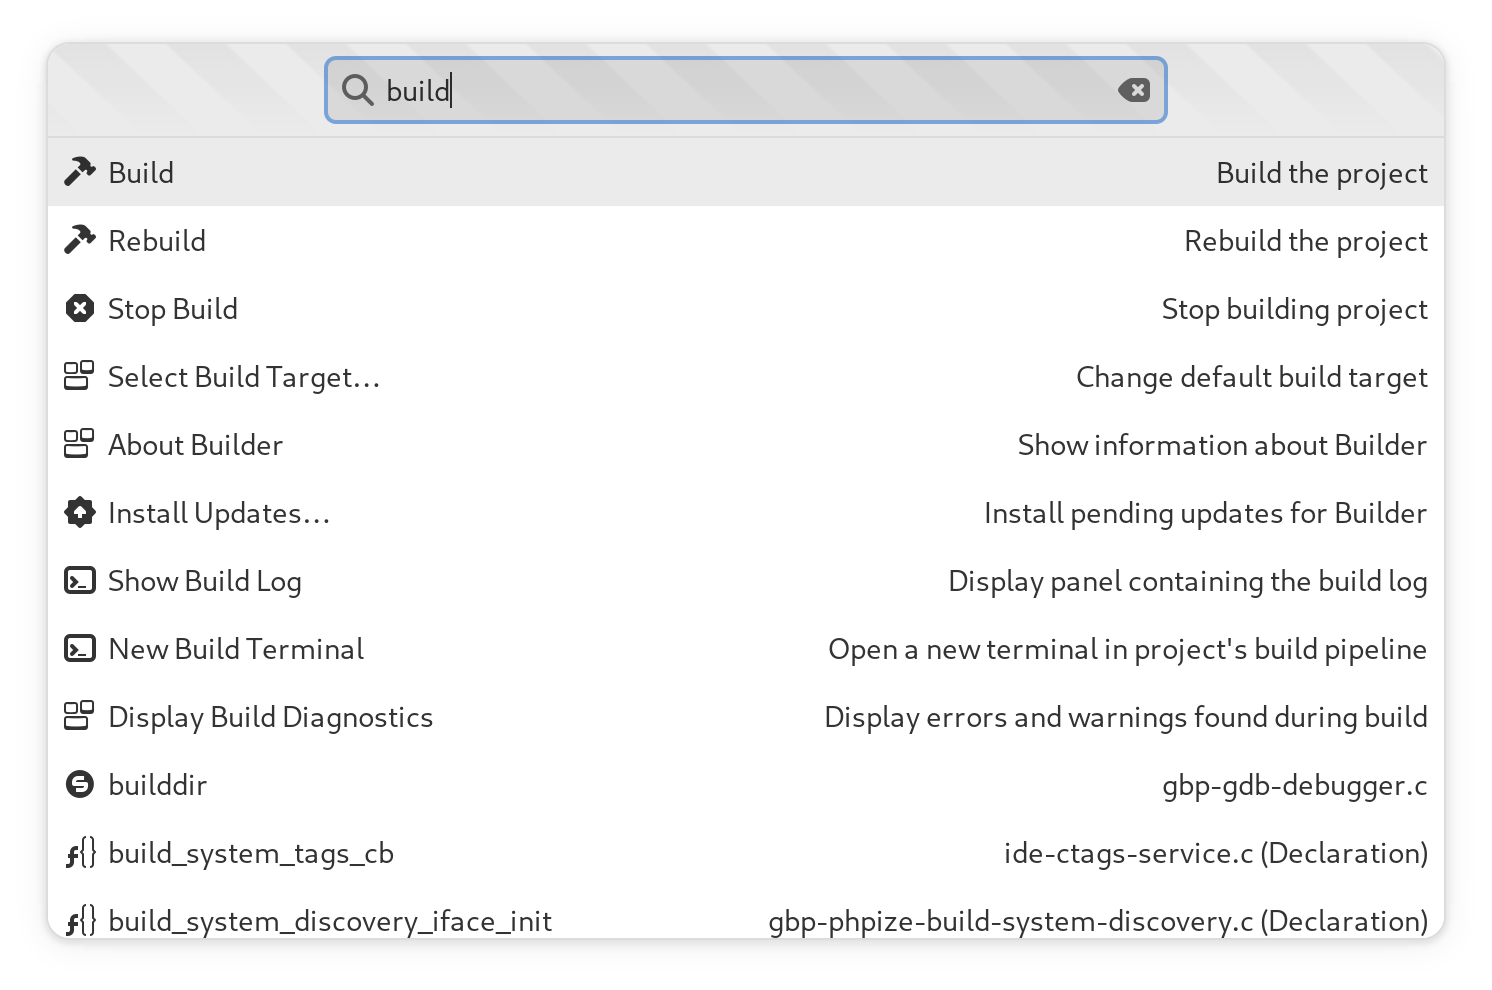 build
Build Build the project
Rebuild Rebuild the project
Stop Build Stop building project
Select Build Target… Change default build target
About Builder Show information about Builder
Install Updates… Install pending updates for Builder
Show Build Log Display panel containing the build log
New Build Terminal Open a new terminal in project's build pipeline
Display Build Diagnostics Display errors and warnings found during build
builddir gbp-gdb-debugger.c
build_system_tags_cb ide-ctags-service.c (Declaration)
build_system_discovery_iface_init gbp-phpize-build-system-discovery.c (Declaration)